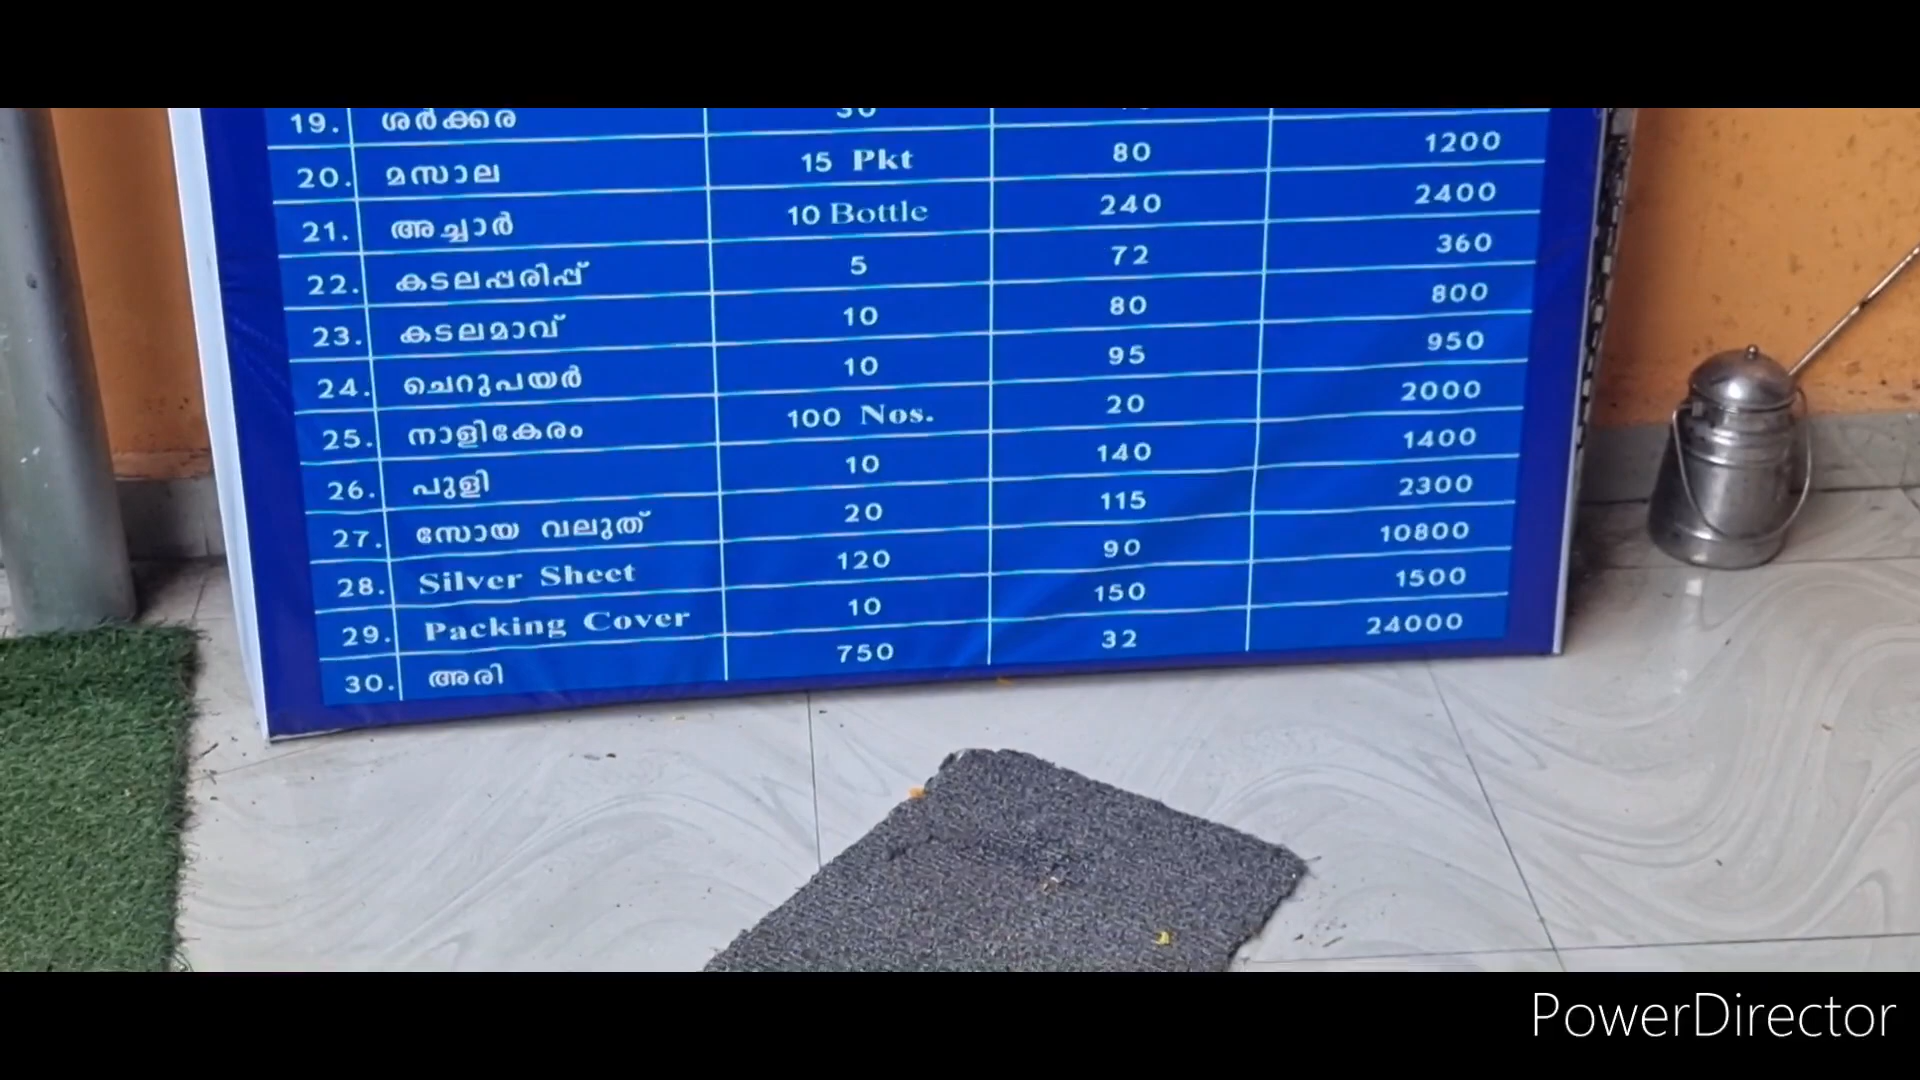 19. ശർക്കര 30
20. മസാല 15 Pkt 80 1200
21. അച്ചാർ 10 Bottle 240 2400
22. കടലപ്പരിപ്പ് 5 72 360
23. കടലമാവ് 10 80 800
24. ചെറുപയർ 10 95 950
25. നാളികേരം 100 Nos. 20 2000
26. പുളി 10 140 1400
27. സോയ വലുത് 20 115 2300
28. Silver Sheet 120 90 10800
29. Packing Cover 10 150 1500
30. അരി 750 32 24000
PowerDirector